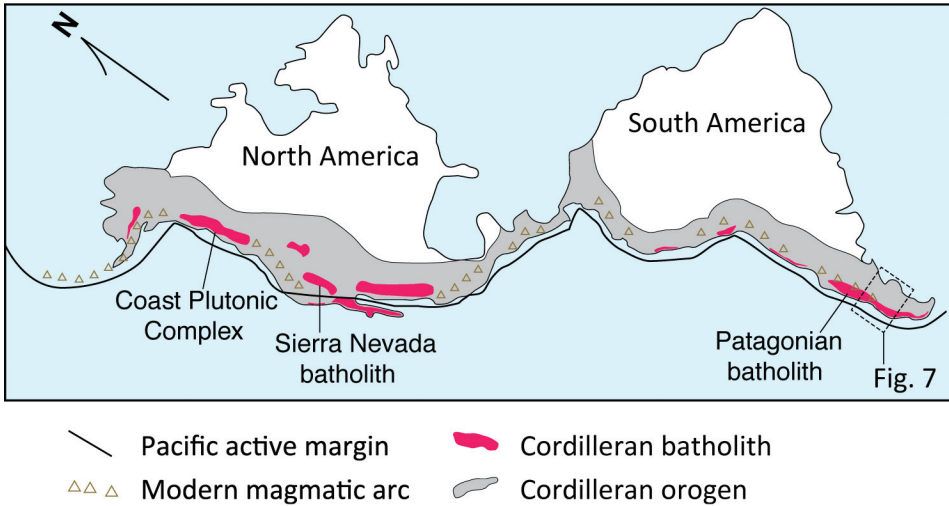 N
North America
South America
Coast Plutonic
Complex
Sierra Nevada
batholith
Patagonian
batholith
Fig. 7
Pacific active margin
Cordilleran batholith
Modern magmatic arc
Cordilleran orogen